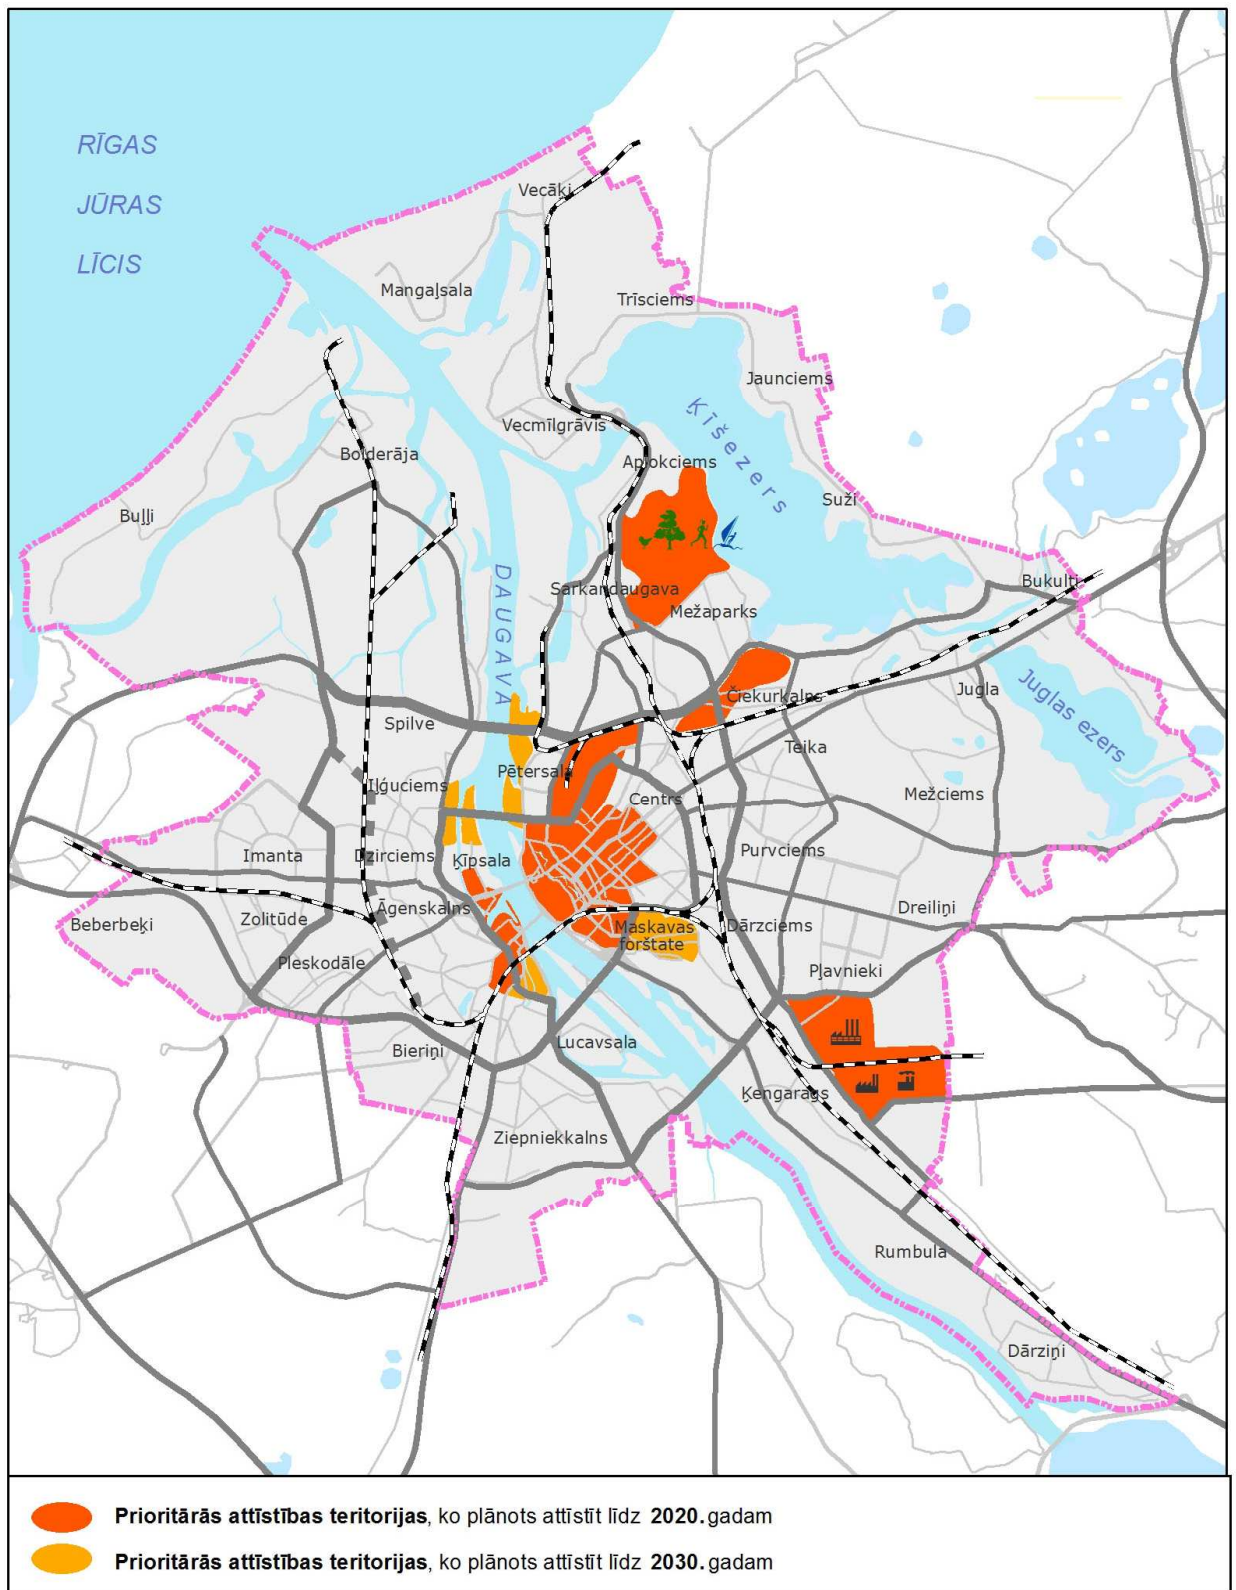 RĪGAS
JŪRAS
LĪCIS
Vecāķi
Mangaļsala
Trīsciems
Jaunciems
Ķīšezers
Vecmīlgrāvis
Bolderāja
Aplokciems
Suži
Buļļi
DAUGAVA
Sarkandaugava
Mežaparks
Bukulti
Jugla
Juglas ezers
Čiekurkalns
Spilve
Teika
Pētersala
Iļģuciems
Centrs
Mežciems
Imanta
Dzirciems
Ķīpsala
Purvciems
Zolitūde
Āgenskalns
Dreiliņi
Beberbeķi
Maskavas
forštate
Dārzciems
Pleskodāle
Pļavnieki
Bieriņi
Lucavsala
Ķengarags
Ziepniekkalns
Rumbula
Dārziņi
Prioritārās attīstības teritorijas, ko plānots attīstīt līdz 2020. gadam
Prioritārās attīstības teritorijas, ko plānots attīstīt līdz 2030. gadam